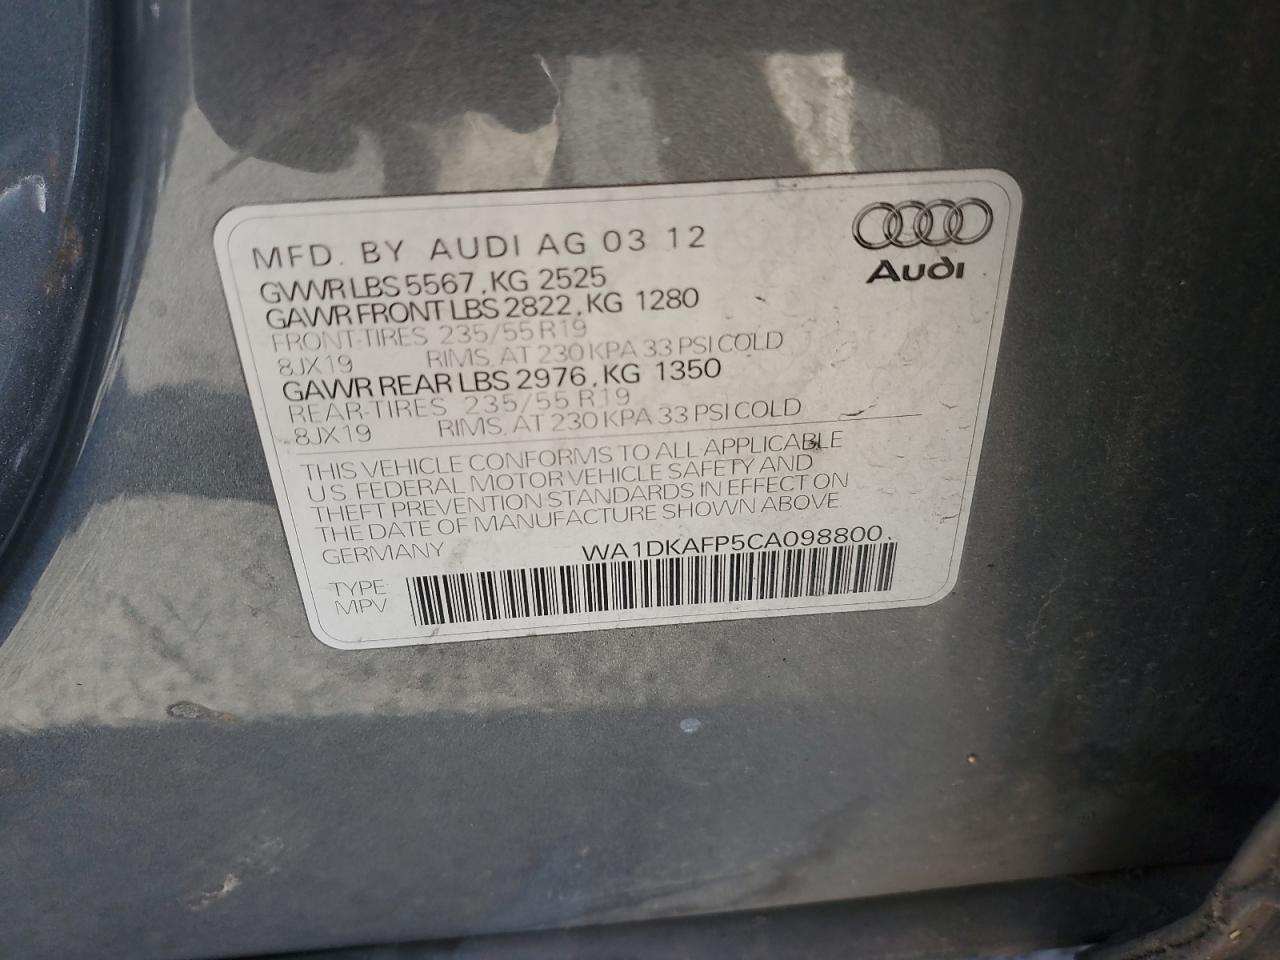 MFD. BY AUDI AG 03 12
Audi
GVWR LBS 5567, KG 2525
GAWR FRONT LBS 2822, KG 1280
FRONT-TIRES 235/55 R19
8JX19 RIMS, AT 230 KPA 33 PSI COLD
GAWR REAR LBS 2976, KG 1350
REAR-TIRES 235/55 R19
8JX19 RIMS, AT 230 KPA 33 PSI COLD
THIS VEHICLE CONFORMS TO ALL APPLICABLE
U.S. FEDERAL MOTOR VEHICLE SAFETY AND
THEFT PREVENTION STANDARDS IN EFFECT ON
THE DATE OF MANUFACTURE SHOWN ABOVE
GERMANY WA1DKAFP5CA098800
TYPE
MPV